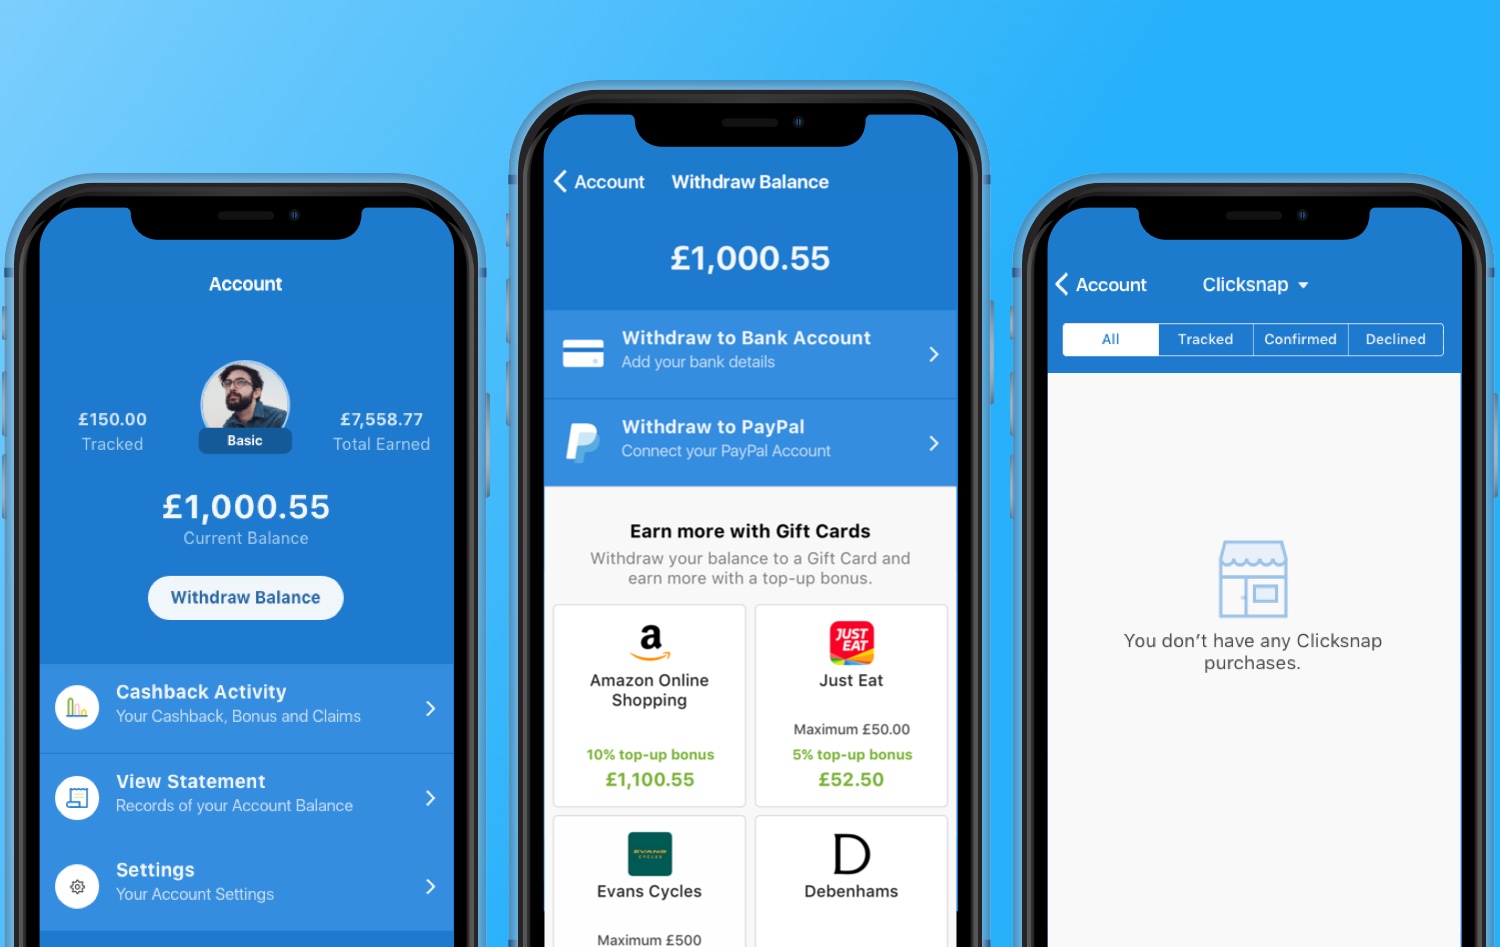 Account
£150.00
Tracked
Basic
£7,558.77
Total Earned
£1,000.55
Current Balance
Withdraw Balance
Cashback Activity
Your Cashback, Bonus and Claims
View Statement
Records of your Account Balance
Settings
Your Account Settings
Account
Withdraw Balance
£1,000.55
Withdraw to Bank Account
Add your bank details
Withdraw to PayPal
Connect your PayPal Account
Earn more with Gift Cards
Withdraw your balance to a Gift Card and
earn more with a top-up bonus.
a
Amazon Online
Shopping
10% top-up bonus
£1,100.55
JUST
EAT
Just Eat
Maximum £50.00
5% top-up bonus
£52.50
EVANS
CYCLES
Evans Cycles
Maximum £500
D
Debenhams
Account
Clicksnap
All
Tracked
Confirmed
Declined
You don’t have any Clicksnap
purchases.